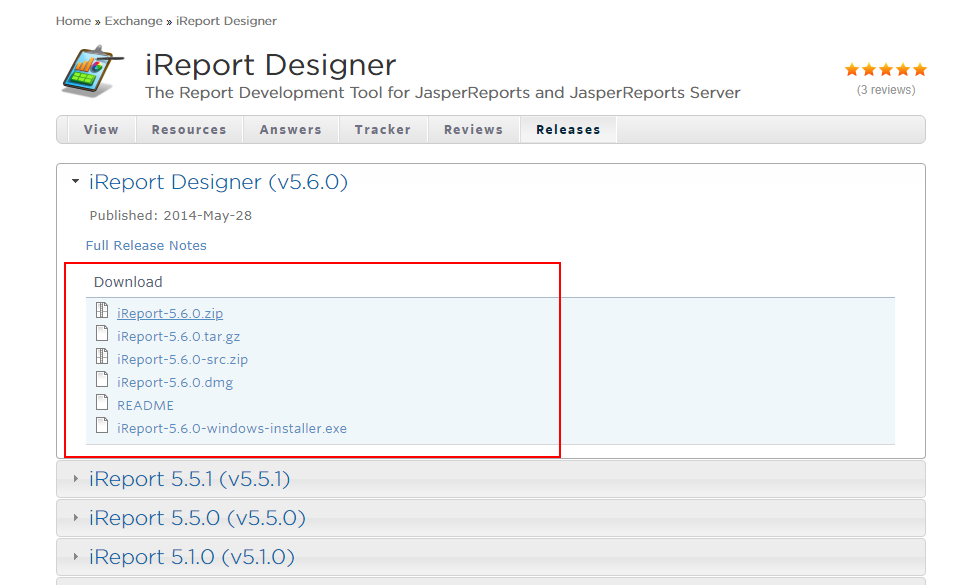 Home » Exchange » iReport Designer
iReport Designer
The Report Development Tool for JasperReports and JasperReports Server
(3 reviews)
View Resources Answers Tracker Reviews Releases
iReport Designer (v5.6.0)
Published: 2014-May-28
Full Release Notes
Download
iReport-5.6.0.zip
iReport-5.6.0.tar.gz
iReport-5.6.0-src.zip
iReport-5.6.0.dmg
README
iReport-5.6.0-windows-installer.exe
iReport 5.5.1 (v5.5.1)
iReport 5.5.0 (v5.5.0)
iReport 5.1.0 (v5.1.0)